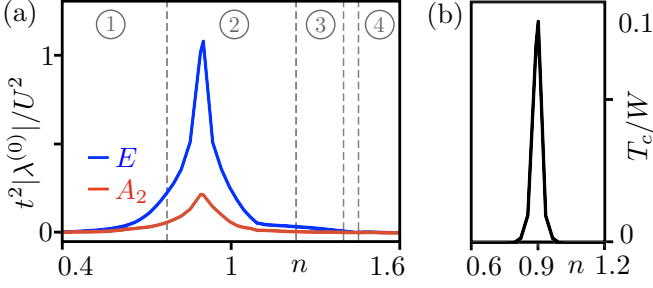 (a)
① ② ③ ④
t²|λ⁽⁰⁾|/U²
1
0
E
A₂
0.4 1 n 1.6
(b)
T_c/W
0.1
0
0.6 0.9 n 1.2